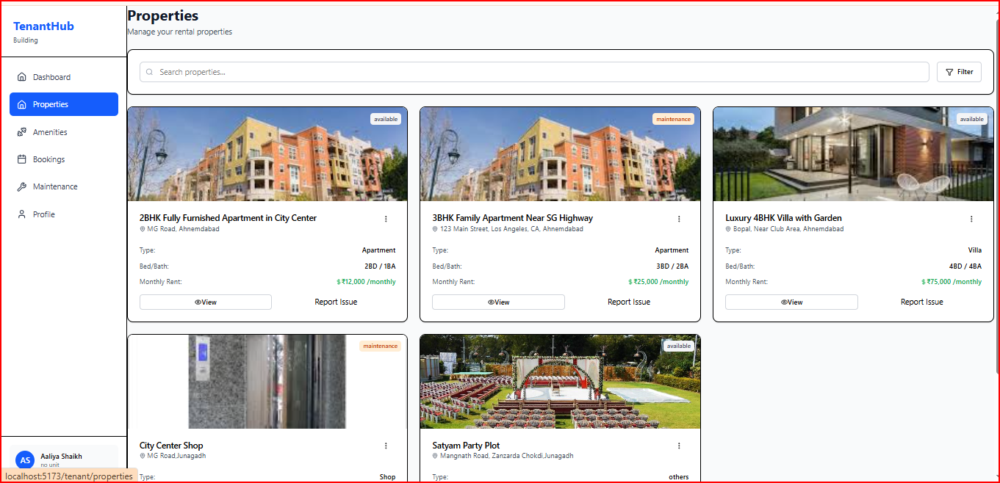 TenantHub
Building
Dashboard
Properties
Amenities
Bookings
Maintenance
Profile
AS
Aaliya Shaikh
no unit
localhost:5173/tenant/properties
Properties
Manage your rental properties
Search properties...
Filter
available
2BHK Fully Furnished Apartment in City Center
MG Road, Ahnemdabad
Type: Apartment
Bed/Bath: 2BD / 1BA
Monthly Rent: $ ₹12,000 /monthly
View Report Issue
maintenance
3BHK Family Apartment Near SG Highway
123 Main Street, Los Angeles, CA, Ahnemdabad
Type: Apartment
Bed/Bath: 3BD / 2BA
Monthly Rent: $ ₹25,000 /monthly
View Report Issue
available
Luxury 4BHK Villa with Garden
Bopal, Near Club Area, Ahnemdabad
Type: Villa
Bed/Bath: 4BD / 4BA
Monthly Rent: $ ₹75,000 /monthly
View Report Issue
maintenance
City Center Shop
MG Road,Junagadh
Type: Shop
available
Satyam Party Plot
Mangnath Road, Zanzarda Chokdi,Junagadh
Type: others